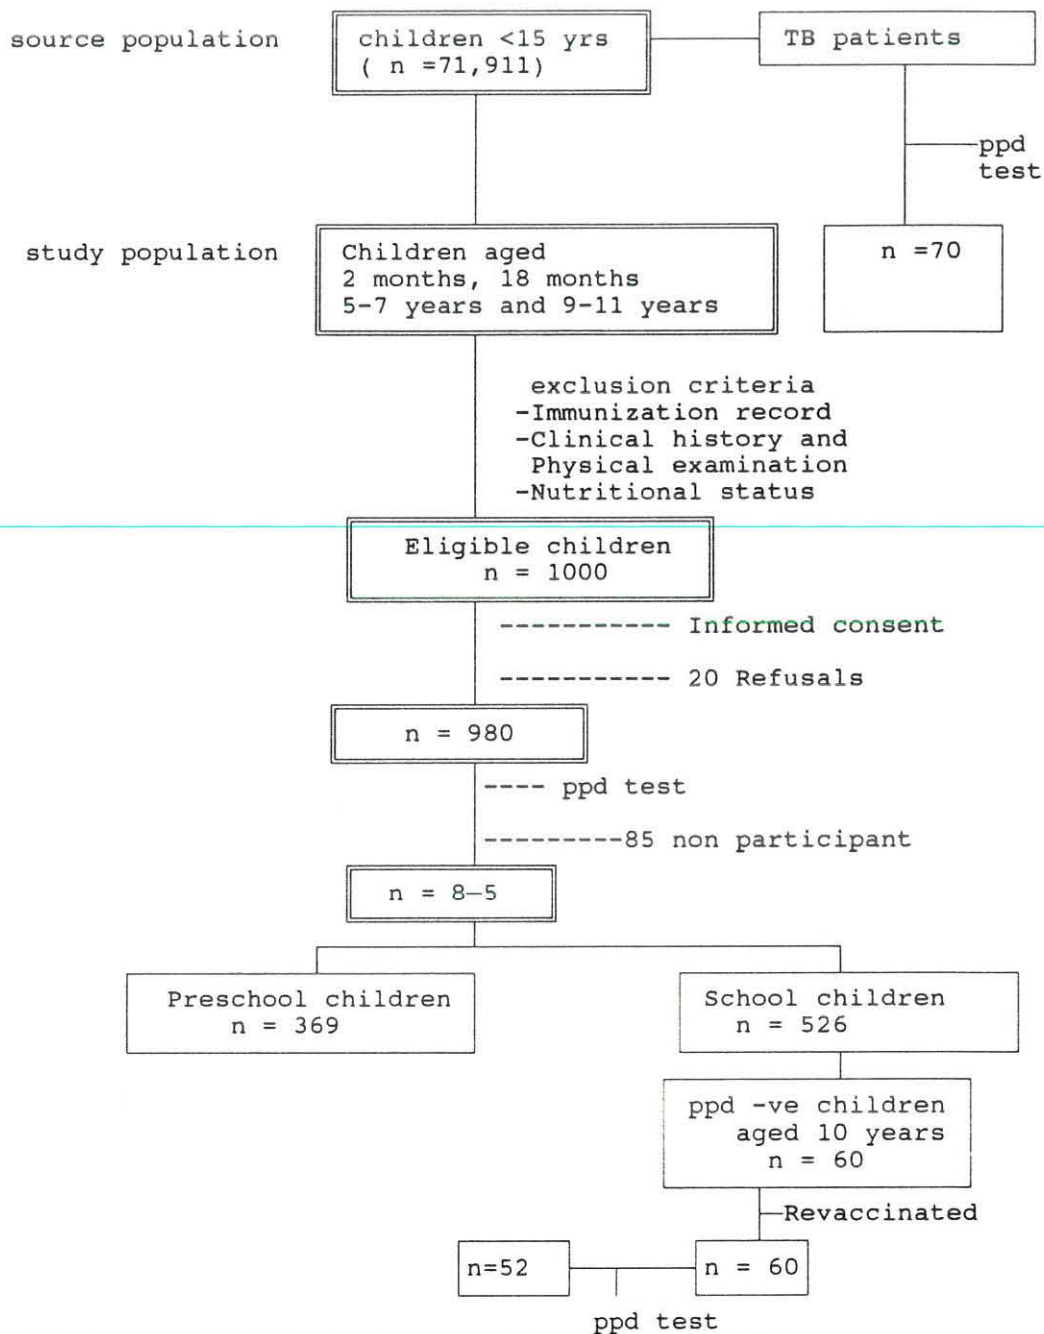 source population
children <15 yrs
( n =71,911)
TB patients
ppd
test
study population
Children aged
2 months, 18 months
5-7 years and 9-11 years
n =70
exclusion criteria
-Immunization record
-Clinical history and
Physical examination
-Nutritional status
Eligible children
n = 1000
----------- Informed consent
----------- 20 Refusals
n = 980
---- ppd test
---------85 non participant
n = 8–5
Preschool children
n = 369
School children
n = 526
ppd -ve children
aged 10 years
n = 60
Revaccinated
n=52
n = 60
ppd test